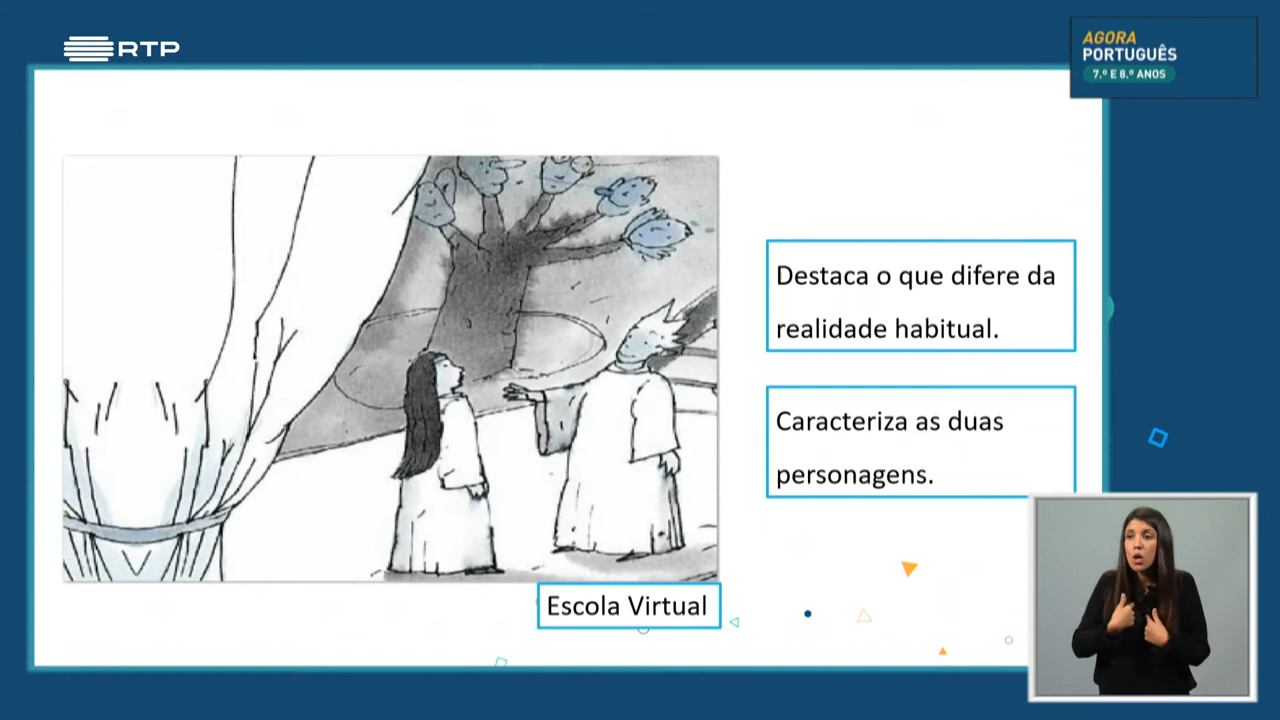 RTP
AGORA
PORTUGUÊS
7.º E 8.º ANOS
Destaca o que difere da
realidade habitual.
Caracteriza as duas
personagens.
Escola Virtual